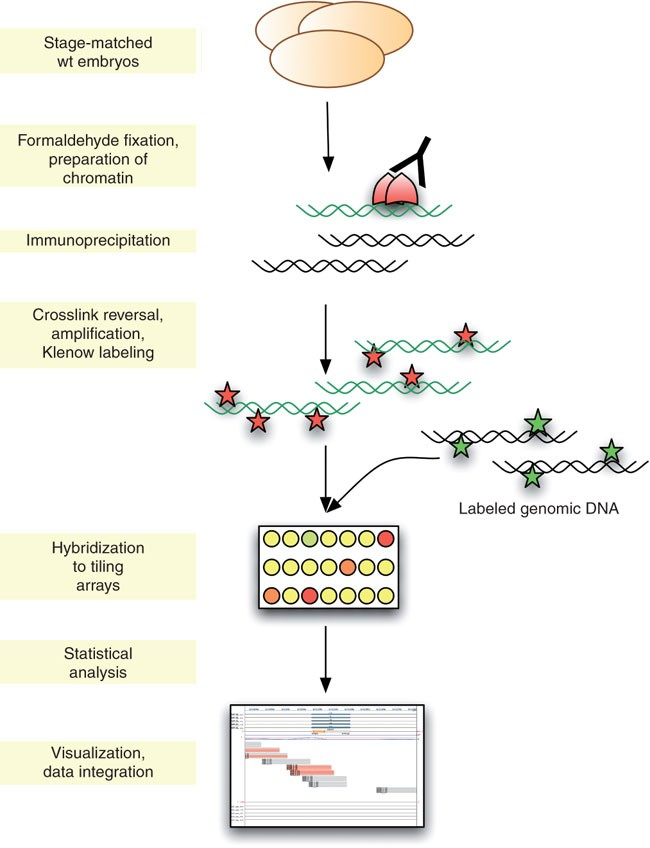 Stage-matched
wt embryos
Formaldehyde fixation,
preparation of
chromatin
Immunoprecipitation
Crosslink reversal,
amplification,
Klenow labeling
Labeled genomic DNA
Hybridization
to tiling
arrays
Statistical
analysis
Visualization,
data integration